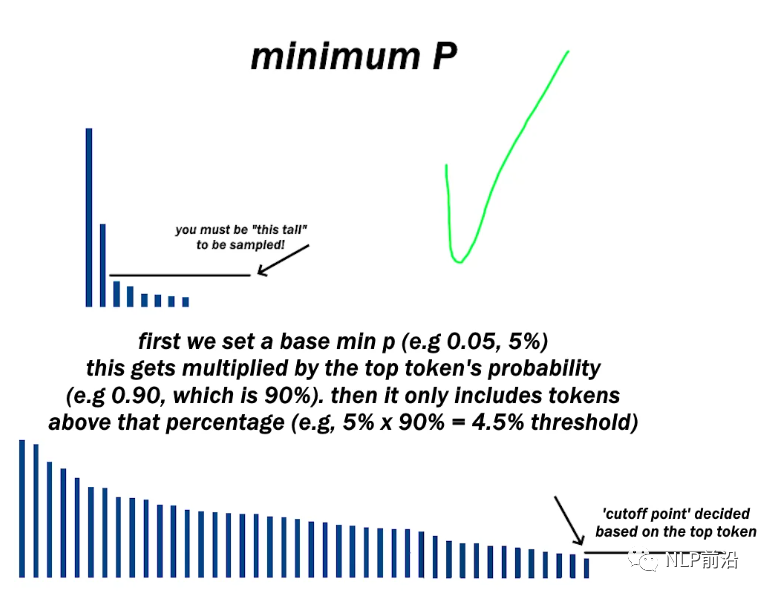 minimum P
you must be "this tall"
to be sampled!
first we set a base min p (e.g 0.05, 5%)
this gets multiplied by the top token's probability
(e.g 0.90, which is 90%). then it only includes tokens
above that percentage (e.g, 5% x 90% = 4.5% threshold)
'cutoff point' decided
based on the top token
NLP前沿